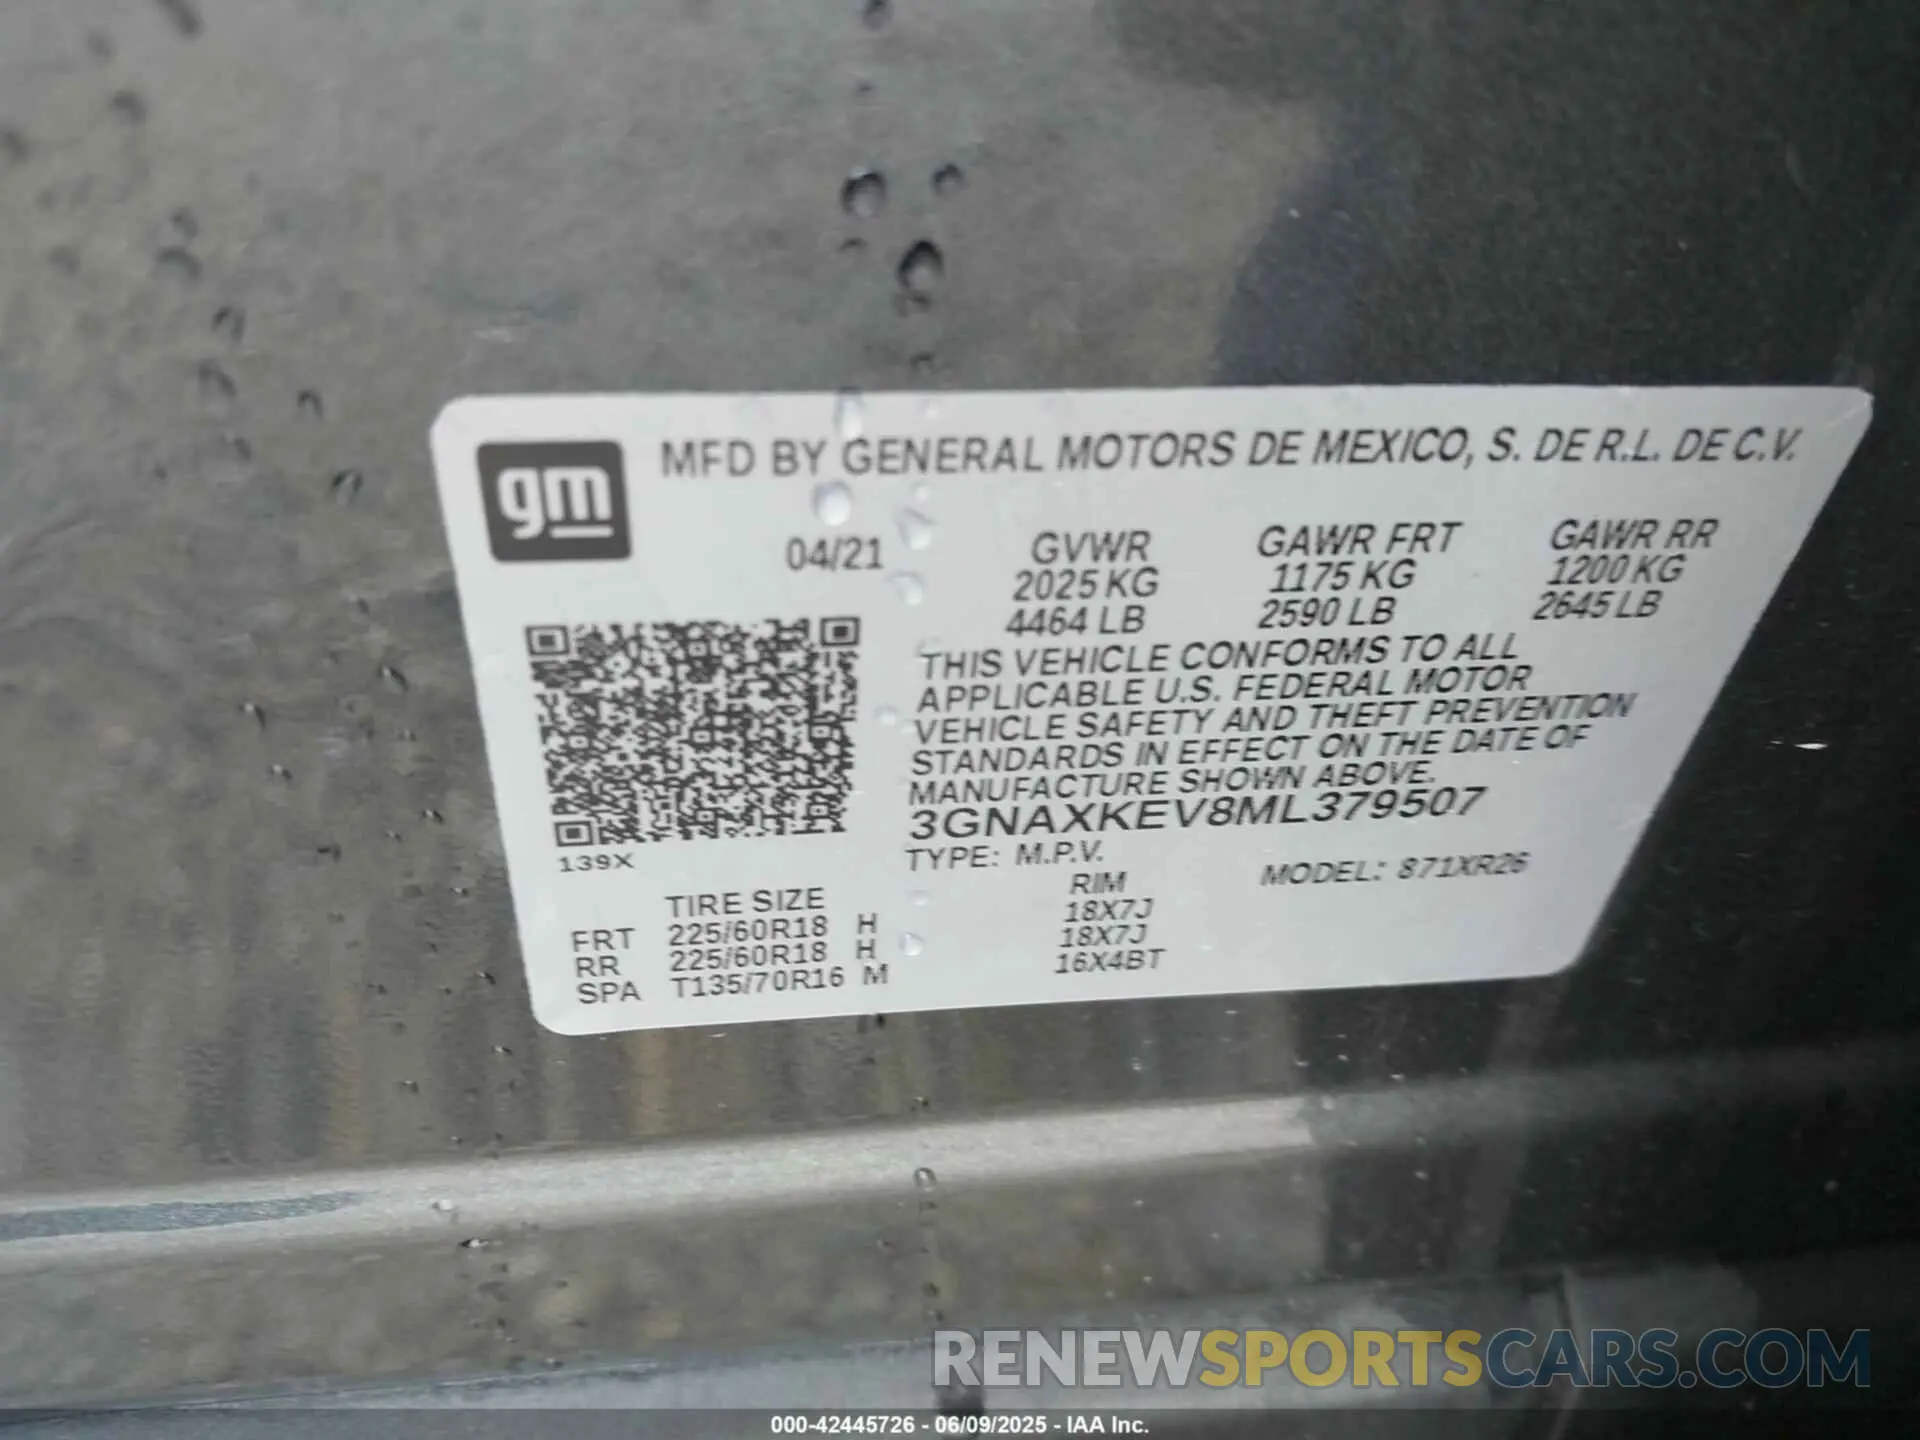 gm
MFD BY GENERAL MOTORS DE MEXICO, S. DE R.L. DE C.V.
04/21 GVWR GAWR FRT GAWR RR
2025 KG 1175 KG 1200 KG
4464 LB 2590 LB 2645 LB
THIS VEHICLE CONFORMS TO ALL
APPLICABLE U.S. FEDERAL MOTOR
VEHICLE SAFETY AND THEFT PREVENTION
STANDARDS IN EFFECT ON THE DATE OF
MANUFACTURE SHOWN ABOVE.
3GNAXKEV8ML379507
139X
TYPE: M.P.V. MODEL: 871XR26
TIRE SIZE RIM
FRT 225/60R18 H 18X7J
RR 225/60R18 H 18X7J
SPA T135/70R16 M 16X4BT
RENEWSPORTSCARS.COM
000-42445726 - 06/09/2025 - IAA Inc.